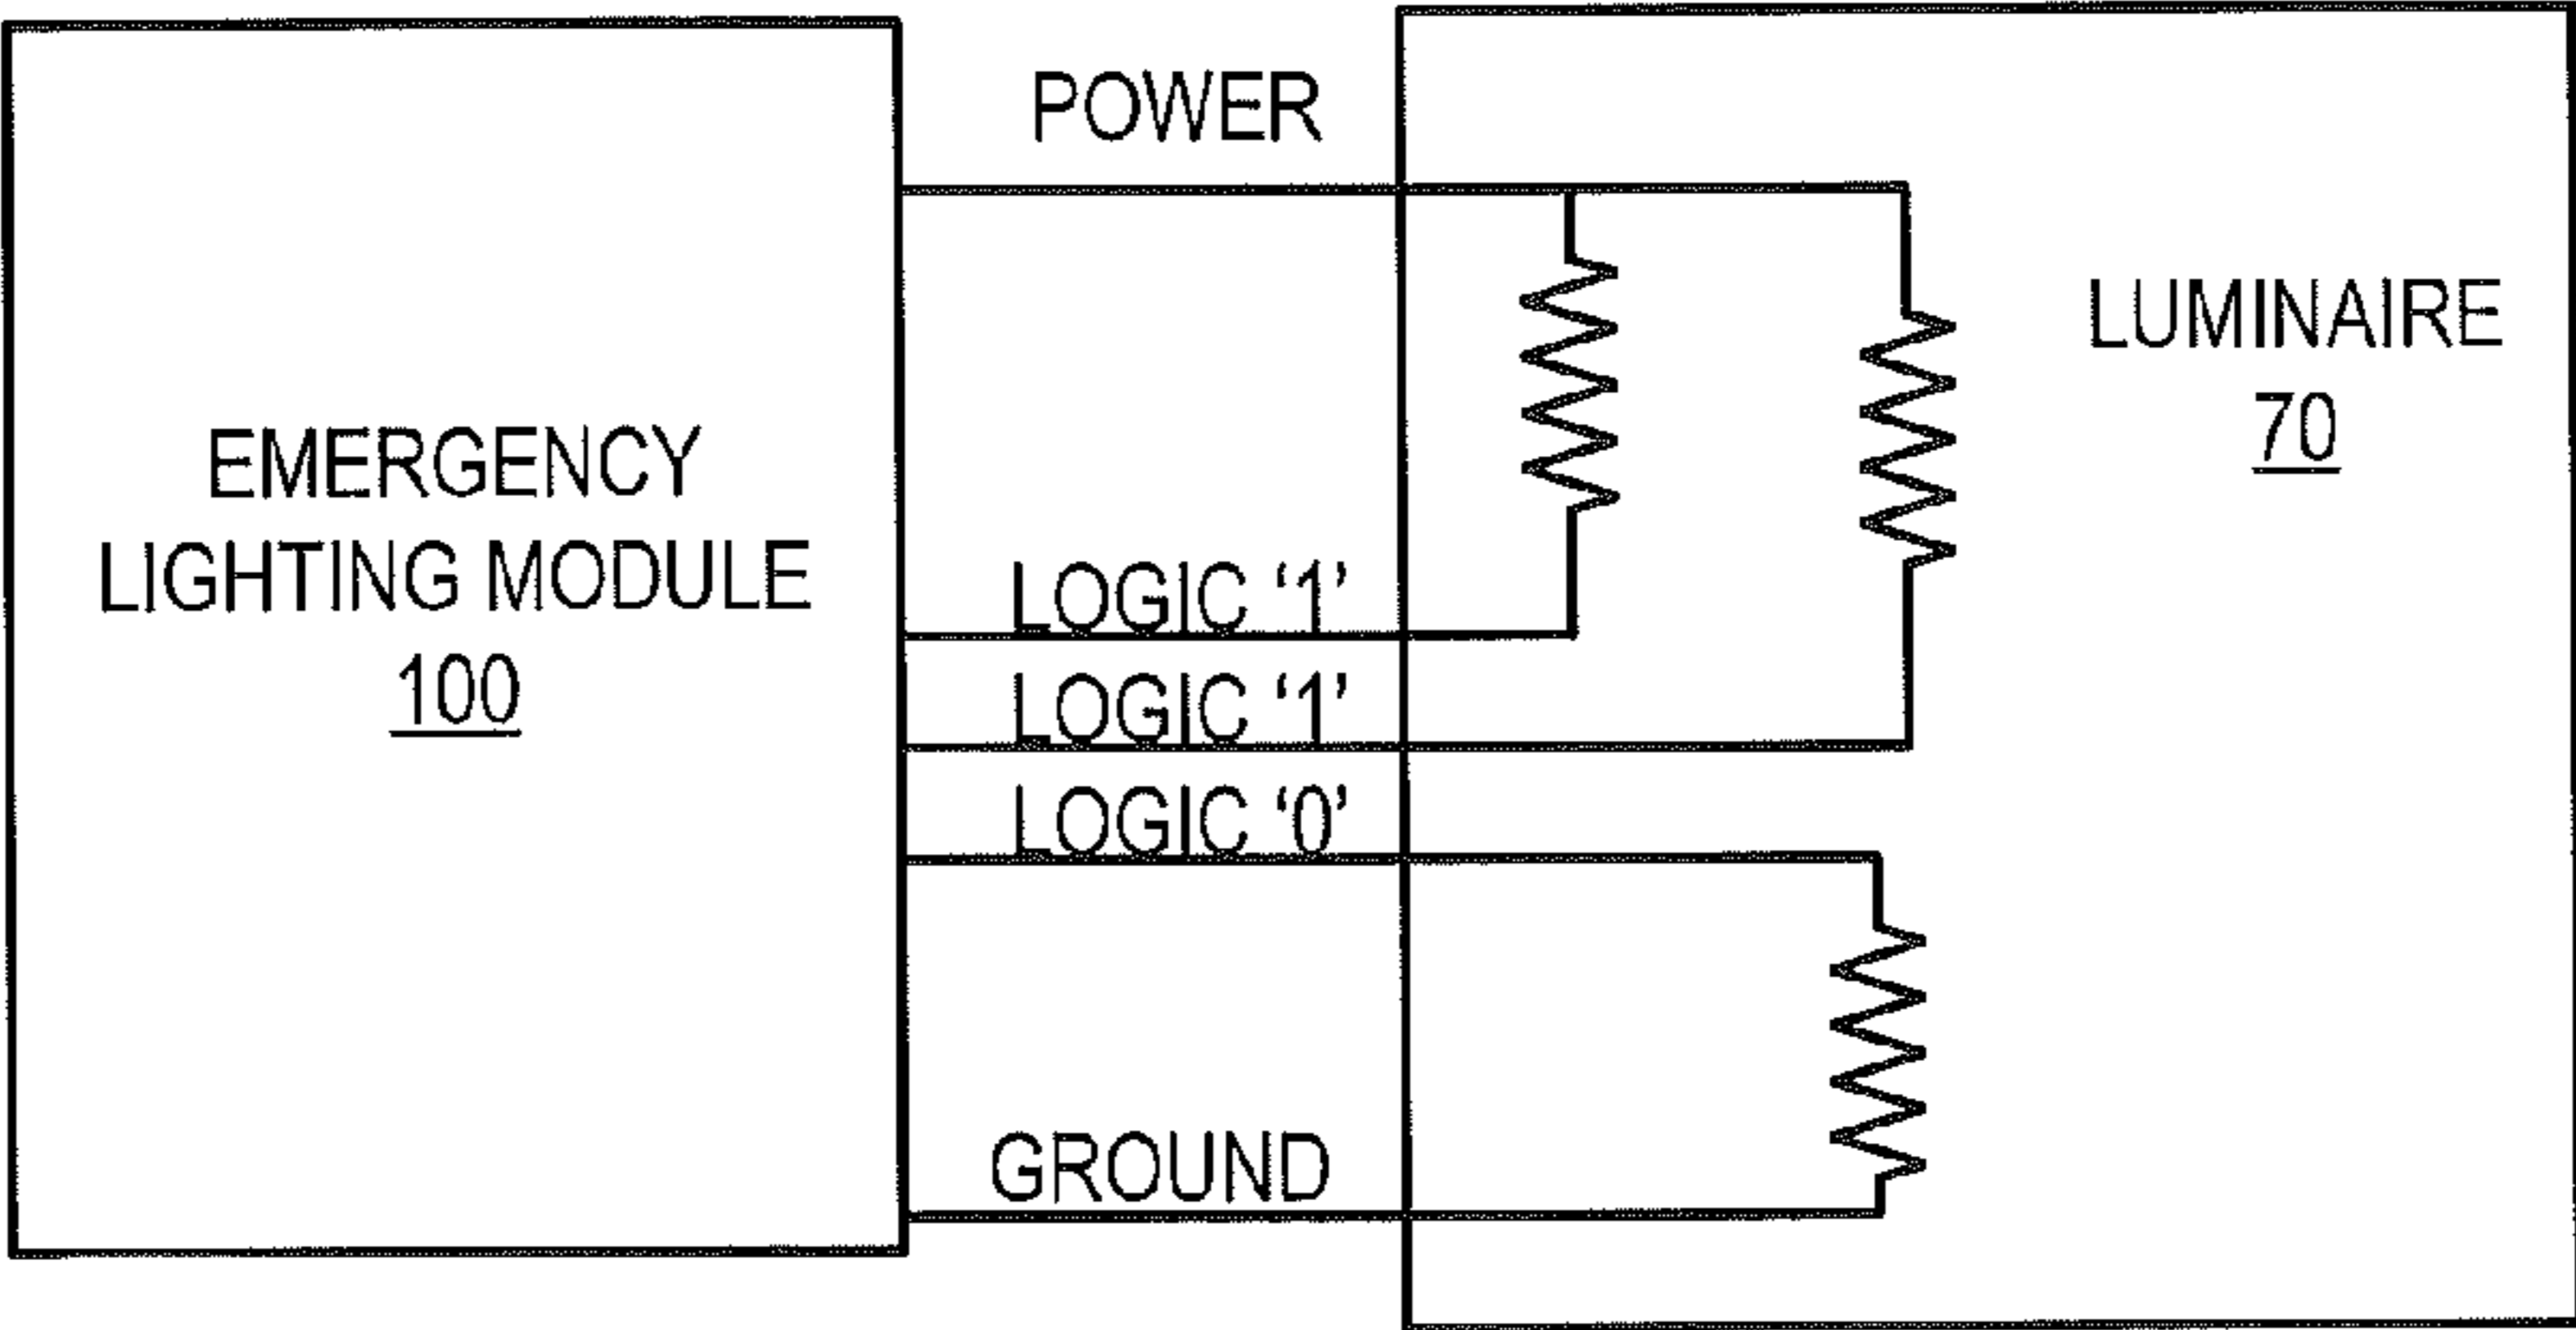 POWER
LUMINAIRE
70
EMERGENCY
LIGHTING MODULE
100
LOGIC ‘1’
LOGIC ‘1’
LOGIC ‘0’
GROUND